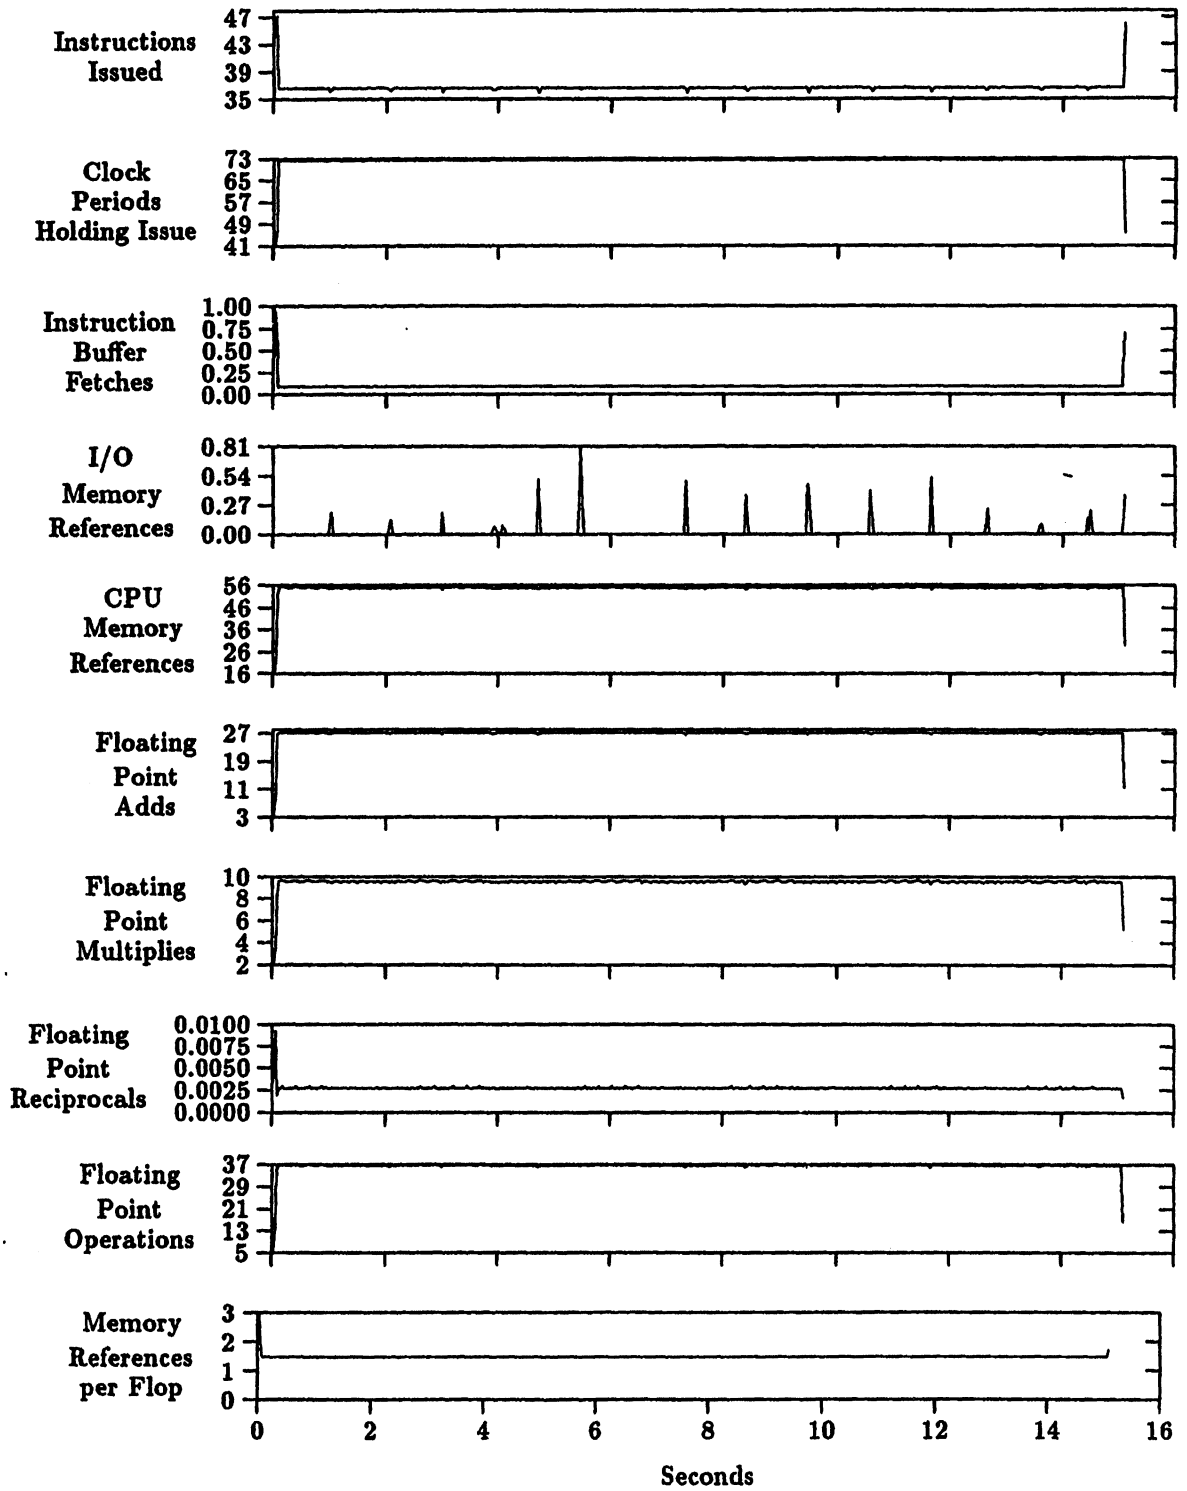 47
Instructions 43
Issued 39
35
Clock 73
65
Periods 57
Holding Issue 49
41
1.00
Instruction 0.75
Buffer 0.50
Fetches 0.25
0.00
I/O 0.81
0.54
Memory 0.27
References 0.00
CPU 56
46
Memory 36
References 26
16
Floating 27
19
Point 11
Adds 3
Floating 10
8
Point 6
Multiplies 4
2
Floating 0.0100
0.0075
Point 0.0050
Reciprocals 0.0025
0.0000
Floating 37
29
Point 21
Operations 13
5
Memory 3
2
References 1
per Flop 0
0 2 4 6 8 10 12 14 16
Seconds